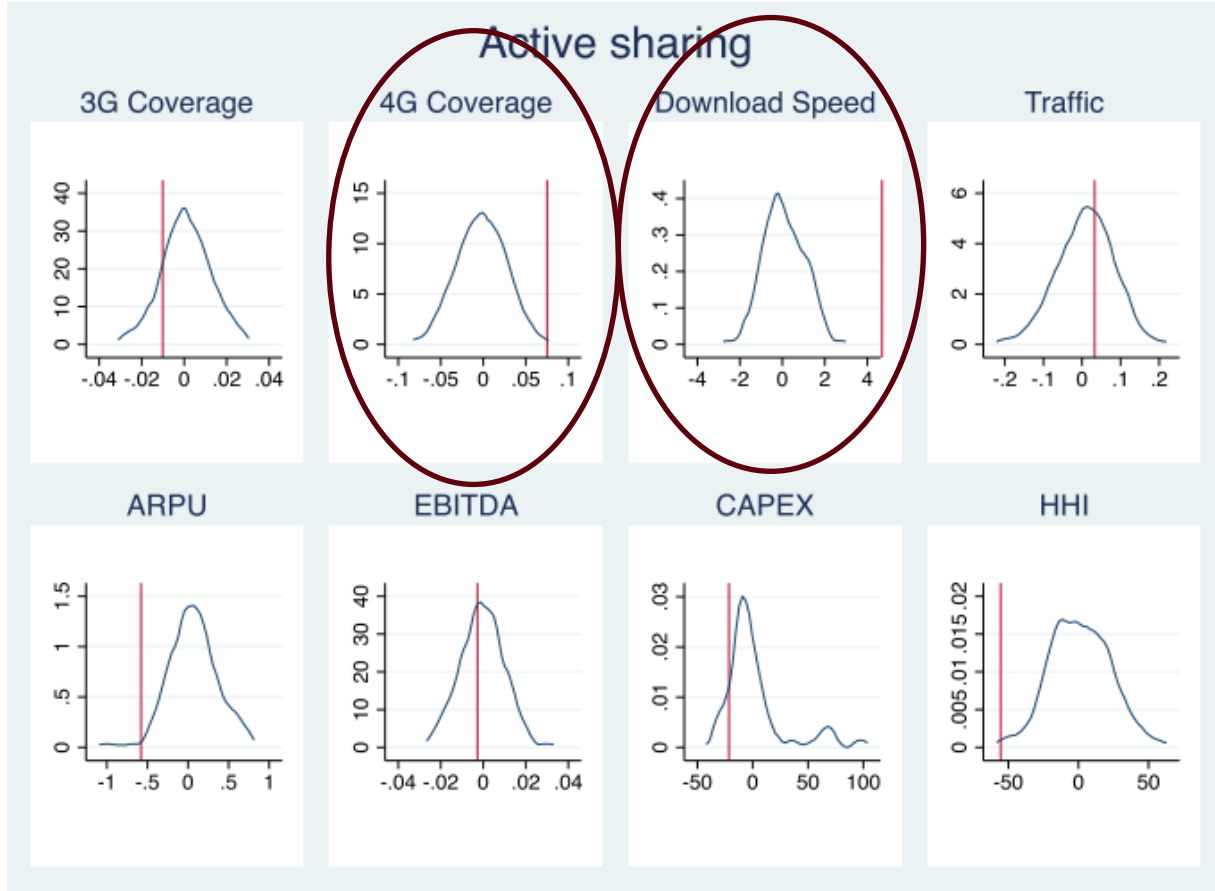 Active sharing
3G Coverage 4G Coverage Download Speed Traffic
40 30 20 10 0
-.04 -.02 0 .02 .04
15 10 5 0
-.1 -.05 0 .05 .1
.4 .3 .2 .1 0
-4 -2 0 2 4
6 4 2 0
-.2 -.1 0 .1 .2
ARPU EBITDA CAPEX HHI
1.5 1 .5 0
-1 -.5 0 .5 1
40 30 20 10 0
-.04 -.02 0 .02 .04
.03 .02 .01 0
-50 0 50 100
.02 .015 .01 .005 0
-50 0 50